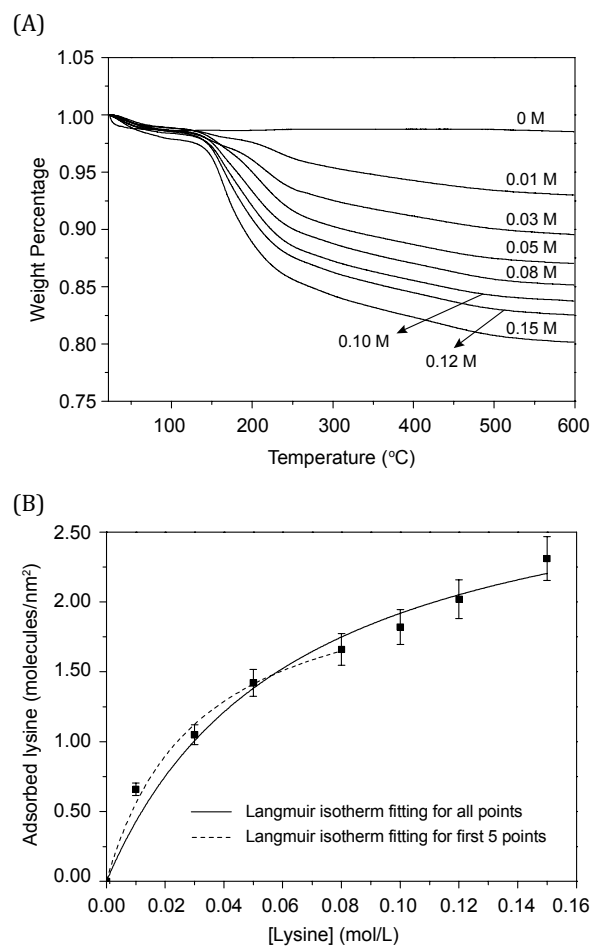 (A)
1.05
1.00
0.95
0.90
0.85
0.80
0.75
Weight Percentage
0 M
0.01 M
0.03 M
0.05 M
0.08 M
0.10 M
0.12 M
0.15 M
100 200 300 400 500 600
Temperature (°C)
(B)
2.50
2.00
1.50
1.00
0.50
0.00
Adsorbed lysine (molecules/nm²)
Langmuir isotherm fitting for all points
Langmuir isotherm fitting for first 5 points
0.00 0.02 0.04 0.06 0.08 0.10 0.12 0.14 0.16
[Lysine] (mol/L)